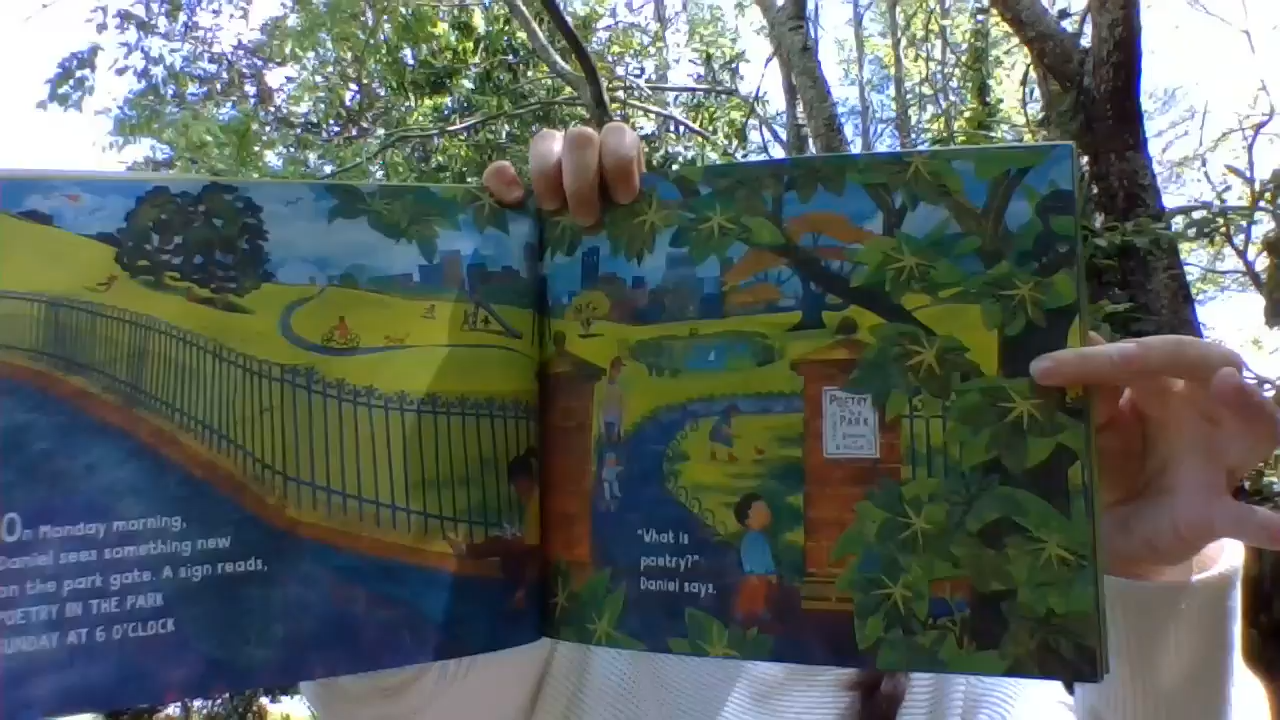 On Monday morning,
Daniel sees something new
on the park gate. A sign reads,
POETRY IN THE PARK
SUNDAY AT 6 O'CLOCK
"What is
poetry?"
Daniel says.
POETRY
PARK